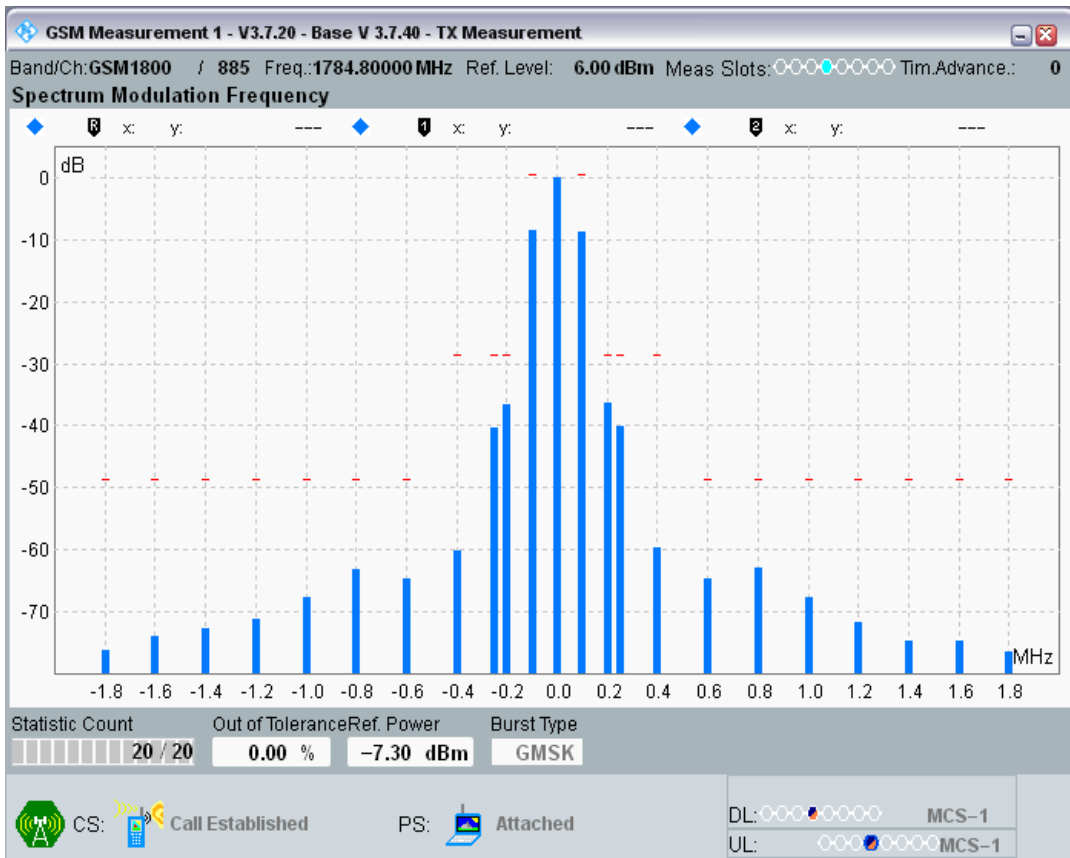 GSM Measurement 1 - V3.7.20 - Base V 3.7.40 - TX Measurement
Band/Ch:GSM1800 / 885 Freq.:1784.80000 MHz Ref. Level: 6.00 dBm Meas Slots: Tim.Advance.: 0
Spectrum Modulation Frequency
R x: y: --- 1 x: y: --- 2 x: y: ---
dB
0
-10
-20
-30
-40
-50
-60
-70
MHz
-1.8 -1.6 -1.4 -1.2 -1.0 -0.8 -0.6 -0.4 -0.2 0.0 0.2 0.4 0.6 0.8 1.0 1.2 1.4 1.6 1.8
Statistic Count Out of Tolerance Ref. Power Burst Type
20 / 20 0.00 % −7.30 dBm GMSK
CS: Call Established PS: Attached
DL: MCS−1
UL: MCS−1